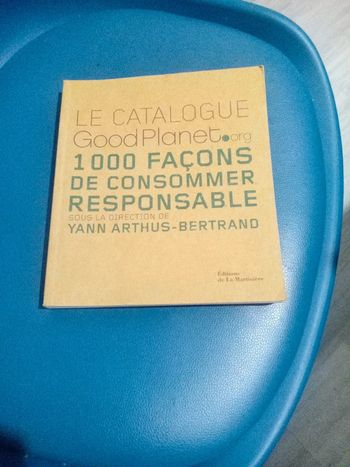 LE CATALOGUE
GoodPlanet.org
1000 FAÇONS
DE CONSOMMER
RESPONSABLE
SOUS LA DIRECTION DE
YANN ARTHUS-BERTRAND
Éditions
de La Martinière